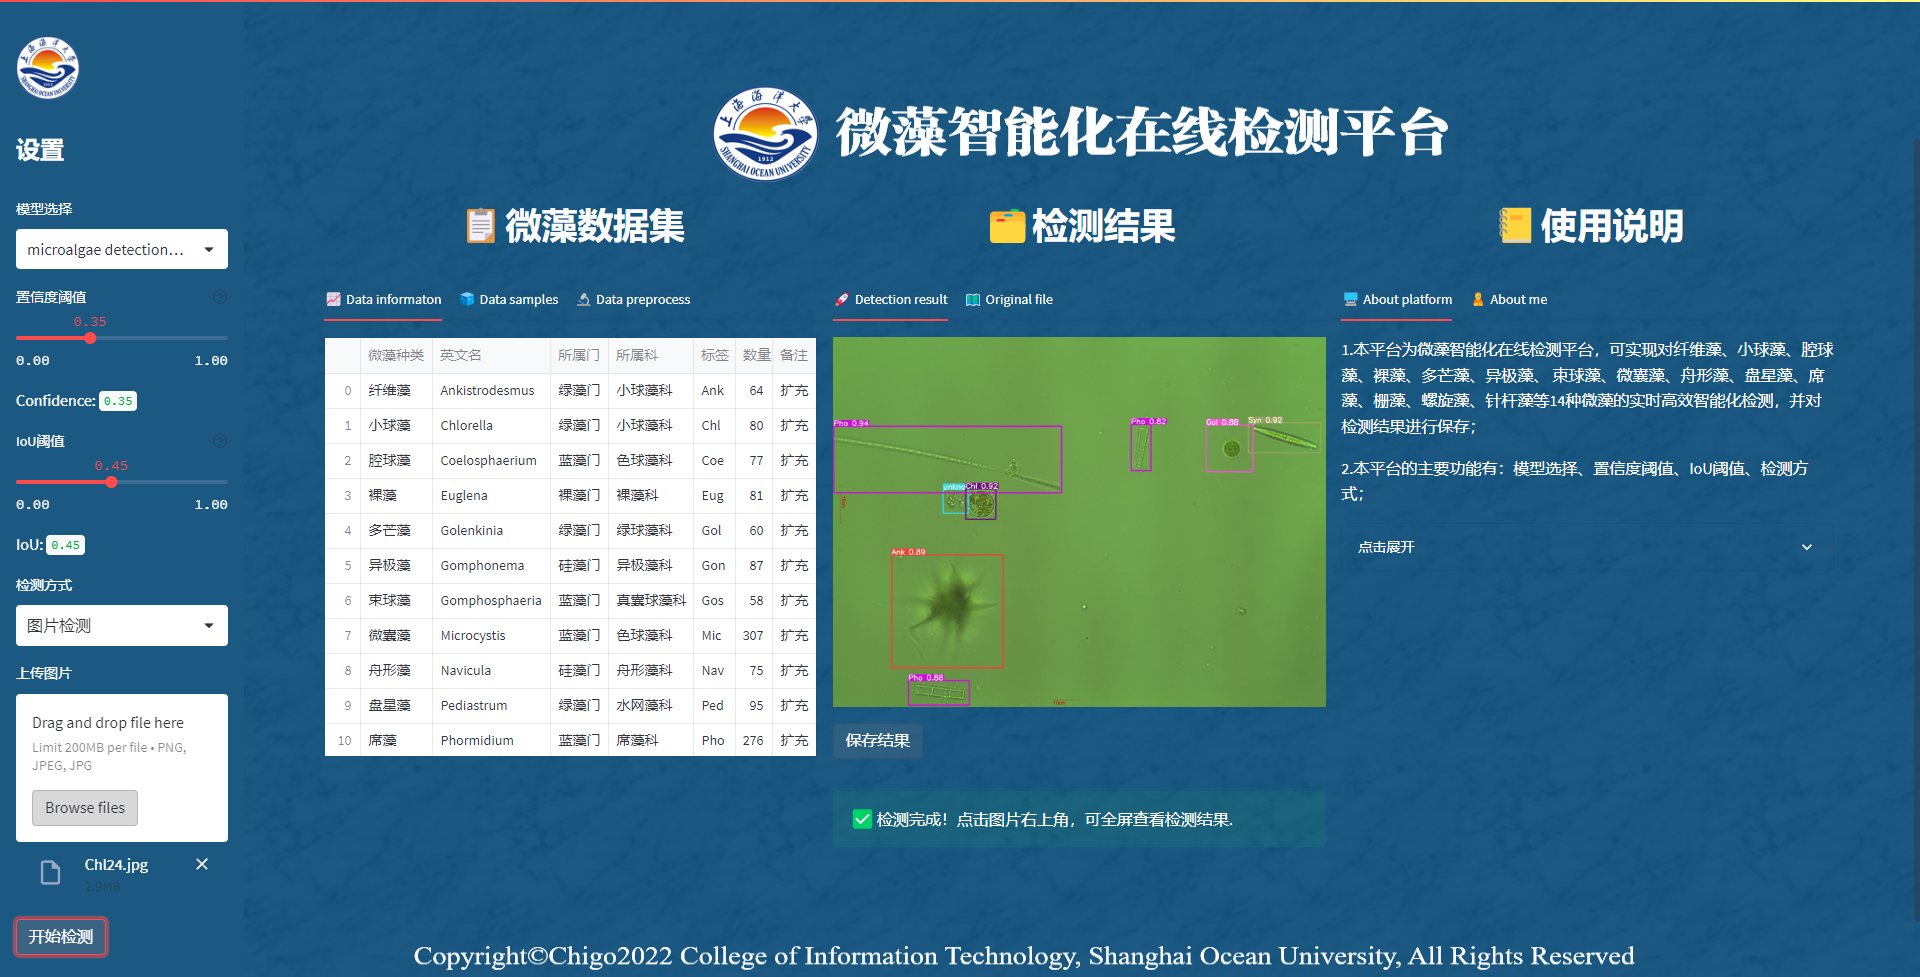 上海海洋大学
SHANGHAI OCEAN UNIVERSITY
设置
模型选择
microalgae detection...
置信度阈值
0.35
0.00 1.00
Confidence: 0.35
IoU阈值
0.45
0.00 1.00
IoU: 0.45
检测方式
图片检测
上传图片
Drag and drop file here
Limit 200MB per file • PNG,
JPEG, JPG
Browse files
Chl24.jpg
2.9MB
开始检测
上海海洋大学
1912
SHANGHAI OCEAN UNIVERSITY
微藻智能化在线检测平台
微藻数据集
Data informaton Data samples Data preprocess
微藻种类 英文名 所属门 所属科 标签 数量 备注
0 纤维藻 Ankistrodesmus 绿藻门 小球藻科 Ank 64 扩充
1 小球藻 Chlorella 绿藻门 小球藻科 Chl 80 扩充
2 腔球藻 Coelosphaerium 蓝藻门 色球藻科 Coe 77 扩充
3 裸藻 Euglena 裸藻门 裸藻科 Eug 81 扩充
4 多芒藻 Golenkinia 绿藻门 绿球藻科 Gol 60 扩充
5 异极藻 Gomphonema 硅藻门 异极藻科 Gon 87 扩充
6 束球藻 Gomphosphaeria 蓝藻门 真囊球藻科 Gos 58 扩充
7 微囊藻 Microcystis 蓝藻门 色球藻科 Mic 307 扩充
8 舟形藻 Navicula 硅藻门 舟形藻科 Nav 75 扩充
9 盘星藻 Pediastrum 绿藻门 水网藻科 Ped 95 扩充
10 席藻 Phormidium 蓝藻门 席藻科 Pho 276 扩充
检测结果
Detection result Original file
Pho 0.94
Pho 0.82
Gol 0.88
Syn 0.92
unkno
Chl 0.92
Ank 0.89
Pho 0.88
保存结果
检测完成！点击图片右上角，可全屏查看检测结果.
使用说明
About platform About me
1.本平台为微藻智能化在线检测平台，可实现对纤维藻、小球藻、腔球
藻、裸藻、多芒藻、异极藻、束球藻、微囊藻、舟形藻、盘星藻、席
藻、栅藻、螺旋藻、针杆藻等14种微藻的实时高效智能化检测，并对
检测结果进行保存；
2.本平台的主要功能有：模型选择、置信度阈值、IoU阈值、检测方
式；
点击展开
Copyright©Chigo2022 College of Information Technology, Shanghai Ocean University, All Rights Reserved